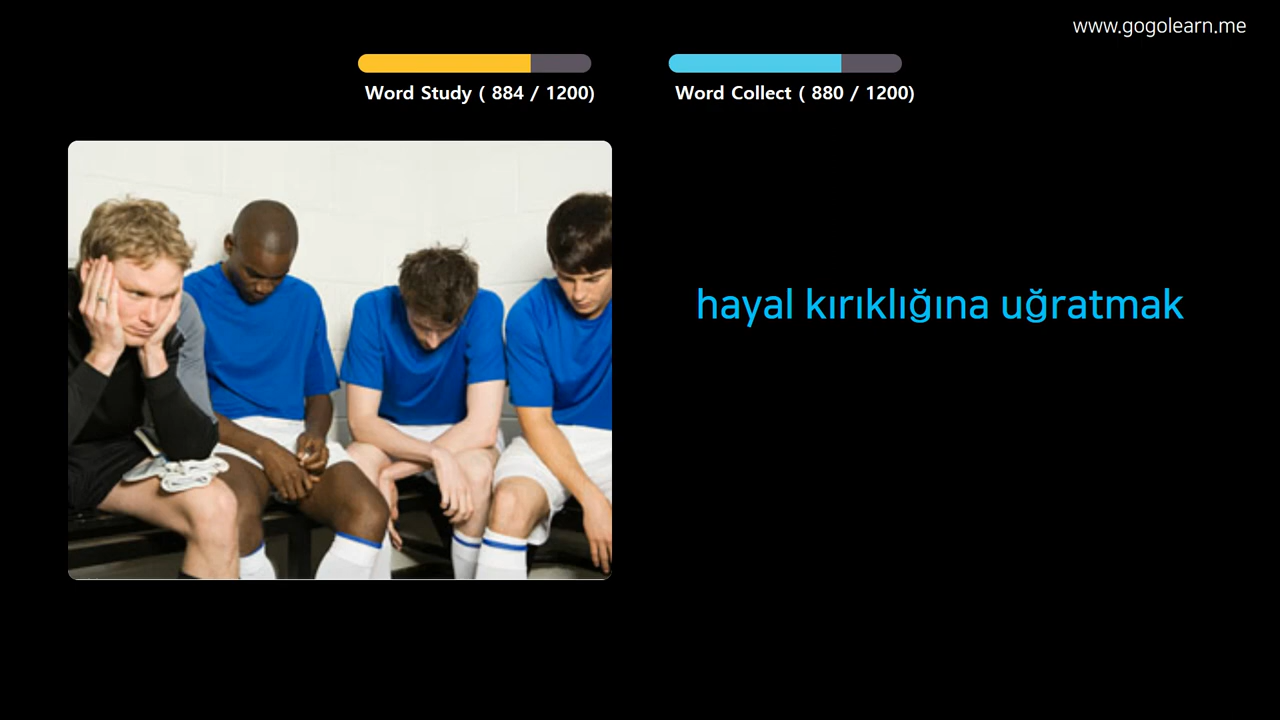 www.gogolearn.me
Word Study ( 884 / 1200)
Word Collect ( 880 / 1200)
hayal kırıklığına uğratmak